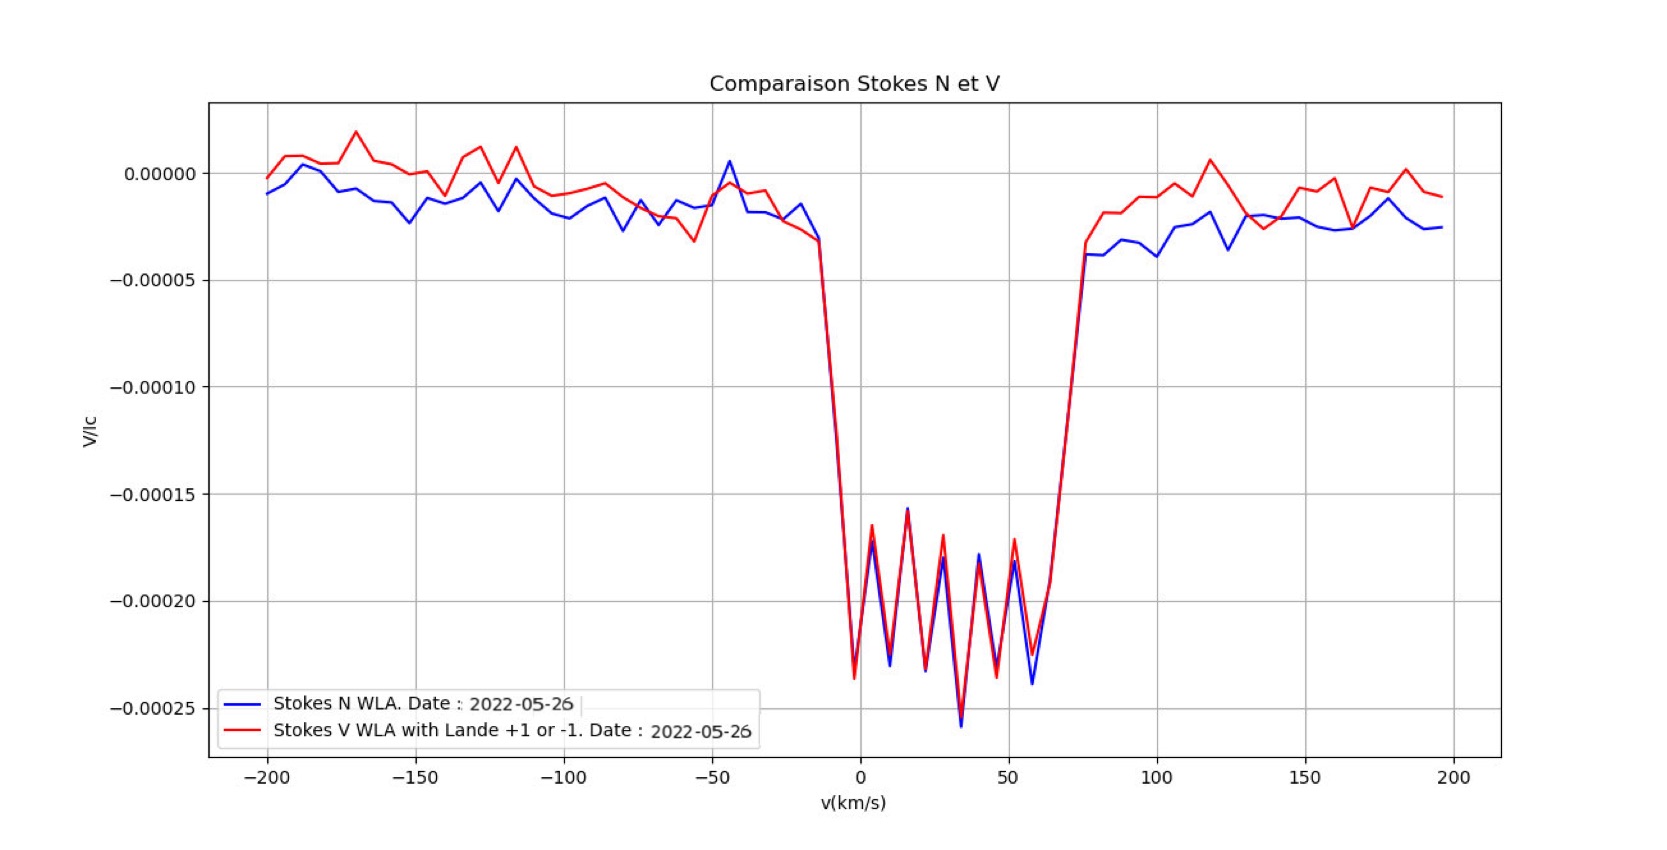 Comparaison Stokes N et V
0.00000
−0.00005
−0.00010
−0.00015
−0.00020
−0.00025
V/Ic
Stokes N WLA. Date : 2022-05-26
Stokes V WLA with Lande +1 or -1. Date : 2022-05-26
−200 −150 −100 −50 0 50 100 150 200
v(km/s)